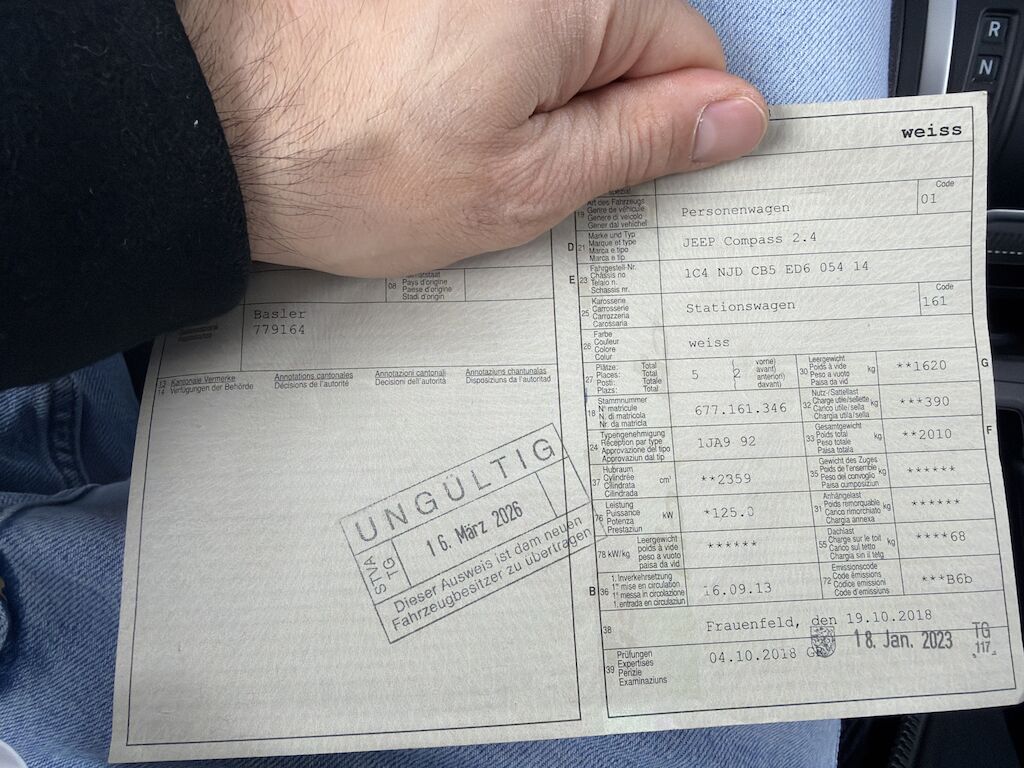 R
N
weiss
Code
01
19
Art des Fahrzeugs
Genre de véhicule
Genere di veicolo
Gener dal vehichel
Personenwagen
D
21
Marke und Typ
Marque et type
Marca e tipo
Marca e tip
JEEP Compass 2.4
E
23
Fahrgestell-Nr.
Châssis no
Telaio n.
Schassis nr.
1C4 NJD CB5 ED6 054 14
25
Karosserie
Carrosserie
Carrozzeria
Carossaria
Stationswagen
Code
161
26
Farbe
Couleur
Colore
Colur
weiss
27
Plätze: Total
Places: Total
Posti: Totale
Plazs: Total
5 ( 2
vorne)
avant)
anteriori)
davant)
30
Leergewicht
Poids à vide
Peso a vuoto
Paisa da vid
kg
**1620
G
18
Stammnummer
N° matricule
N. di matricola
Nr. da matricla
677.161.346
32
Nutz-/Sattellast
Charge utile/sellette
Carico utile/sella
Chargia utila/sella
kg
***390
24
Typengenehmigung
Réception par type
Approvazione del tipo
Approvaziun dal tip
1JA9 92
33
Gesamtgewicht
Poids total
Peso totale
Paisa totala
kg
**2010
F
37
Hubraum
Cylindrée
Cilindrata
Cilindrada
cm³
**2359
35
Gewicht des Zuges
Poids de l'ensemble
Peso del convoglio
Paisa cumposiziun
kg
******
76
Leistung
Puissance
Potenza
Prestaziun
kW
*125.0
31
Anhängelast
Poids remorquable
Carico rimorchiato
Chargia annexa
kg
******
78 kW/kg
Leergewicht
poids à vide
peso a vuoto
paisa da vid
******
55
Dachlast
Charge sur le toit
Carico sul tetto
Chargia sin il tetg
kg
****68
B
36
1. Inverkehrsetzung
1re mise en circulation
1a messa in circolazione
1. entrada en circulaziun
16.09.13
72
Emissionscode
Code émissions
Codice emissioni
Code d'emissiuns
***B6b
38
Frauenfeld, den 19.10.2018
39
Prüfungen
Expertises
Perizie
Examinaziuns
04.10.2018
18. Jan. 2023
TG
117
08
Heimatstaat
Pays d'origine
Paese d'origine
Stadi d'origin
Basler
779164
13
14
Kantonale Vermerke
Verfügungen der Behörde
Annotations cantonales
Décisions de l'autorité
Annotazioni cantonali
Decisioni dell'autorità
Annotaziuns chantunalas
Disposiziuns da l'autoritad
UNGÜLTIG
STVA
TG
16. März 2026
Dieser Ausweis ist dem neuen
Fahrzeugbesitzer zu übertragen